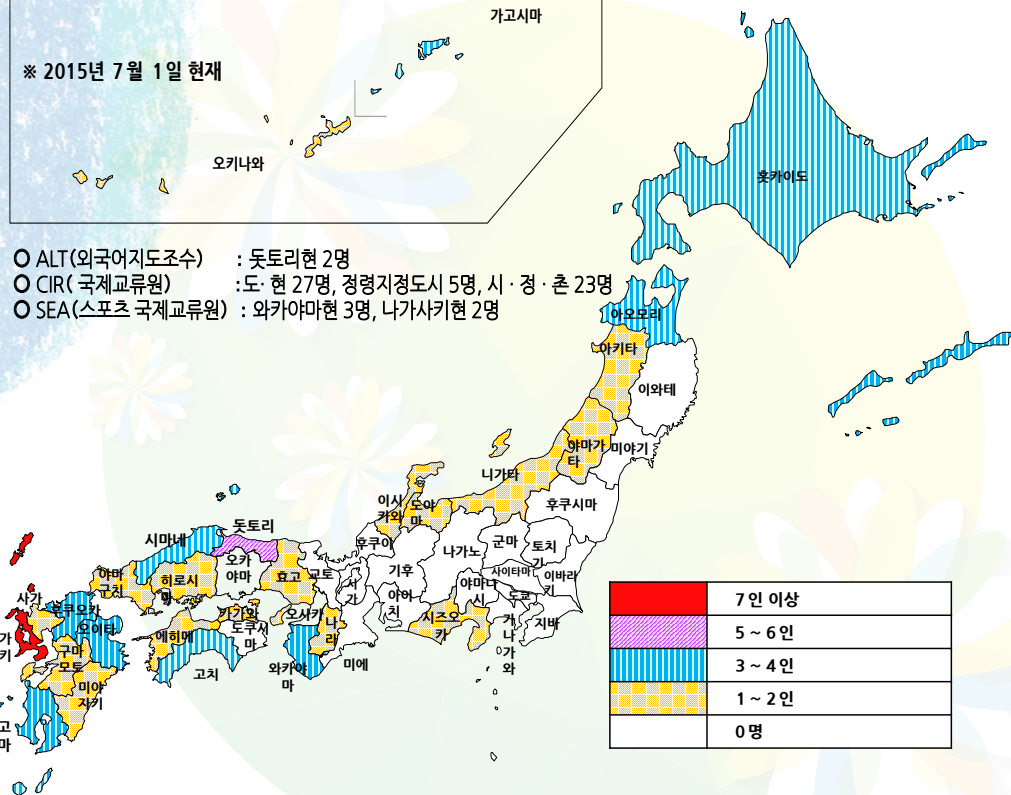 가고시마
※ 2015년 7월 1일 현재
오키나와
홋카이도
O ALT(외국어지도조수) : 돗토리현 2명
O CIR( 국제교류원) :도· 현 27명, 정령지정도시 5명, 시 · 정 · 촌 23명
O SEA(스포츠 국제교류원) : 와카야마현 3명, 나가사키현 2명
아오모리
아키타
이와테
야마가
타
미야기
니가타
이시
카와
도야
마
후쿠시마
돗토리
시마네
후쿠이
나가노
군마
토치
기
오카
야마
기후
사이타마
이바라
키
야마
구치
히로시
마
효고
교토
시
가
아이
치
야마나
시
도쿄
사가
후쿠오카
카가와
오사카
나
라
시즈오
카
가
나
가
와
지바
가
키
오이타
에히메
도쿠시
마
구마
모토
고치
와카야
마
미에
미야
자키
고
마
7인 이상
5 ~ 6인
3 ~ 4인
1 ~ 2인
0명